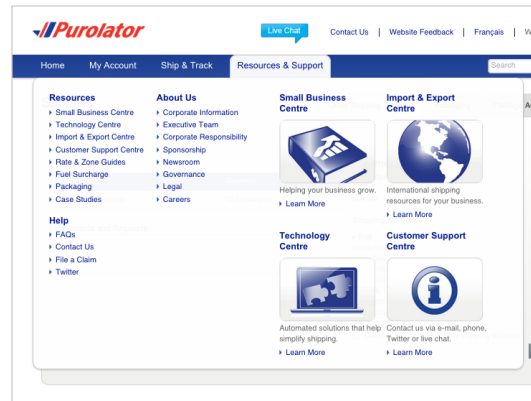 Purolator
Live Chat
Contact Us | Website Feedback | Français |
Home My Account Ship & Track Resources & Support Search
Resources
Small Business Centre
Technology Centre
Import & Export Centre
Customer Support Centre
Rate & Zone Guides
Fuel Surcharge
Packaging
Case Studies
Help
FAQs
Contact Us
File a Claim
Twitter
About Us
Corporate Information
Executive Team
Corporate Responsibility
Sponsorship
Newsroom
Governance
Legal
Careers
Small Business
Centre
Helping your business grow.
Learn More
Import & Export
Centre
International shipping
resources for your business.
Learn More
Technology
Centre
Automated solutions that help
simplify shipping.
Learn More
Customer Support
Centre
Contact us via e-mail, phone,
Twitter or live chat.
Learn More